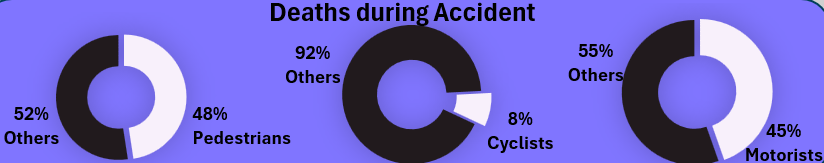 Deaths during Accident
52%
Others
48%
Pedestrians
92%
Others
8%
Cyclists
55%
Others
45%
Motorists